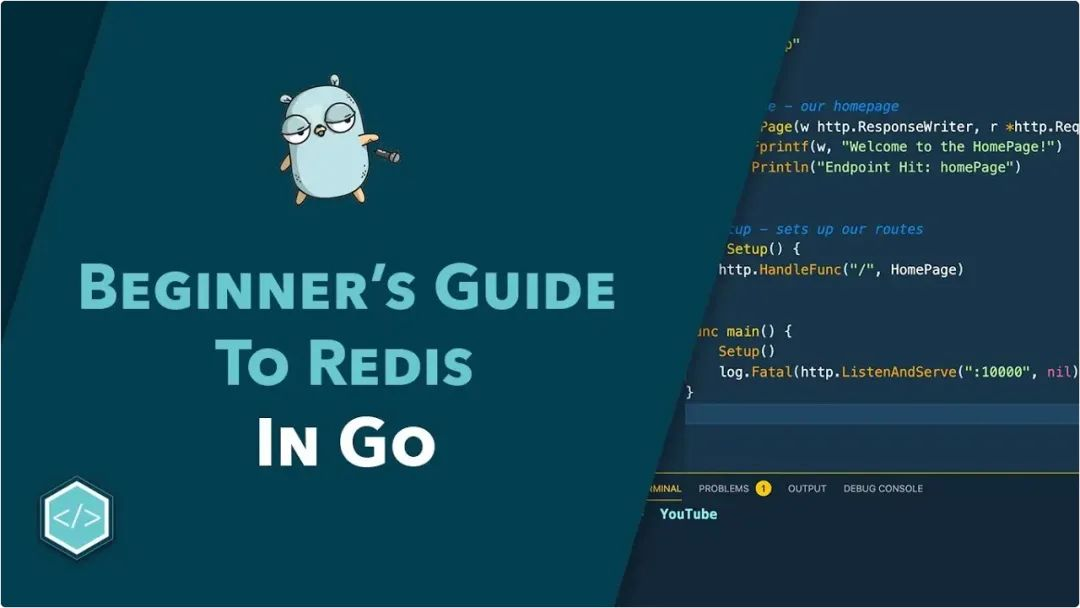 BEGINNER'S GUIDE
TO REDIS
IN GO
</>
p"
e – our homepage
Page(w http.ResponseWriter, r *http.Req
printf(w, "Welcome to the HomePage!")
Println("Endpoint Hit: homePage")
tup – sets up our routes
Setup() {
http.HandleFunc("/", HomePage)
unc main() {
Setup()
log.Fatal(http.ListenAndServe(":10000", nil)
}
RMINAL PROBLEMS 1 OUTPUT DEBUG CONSOLE
YouTube